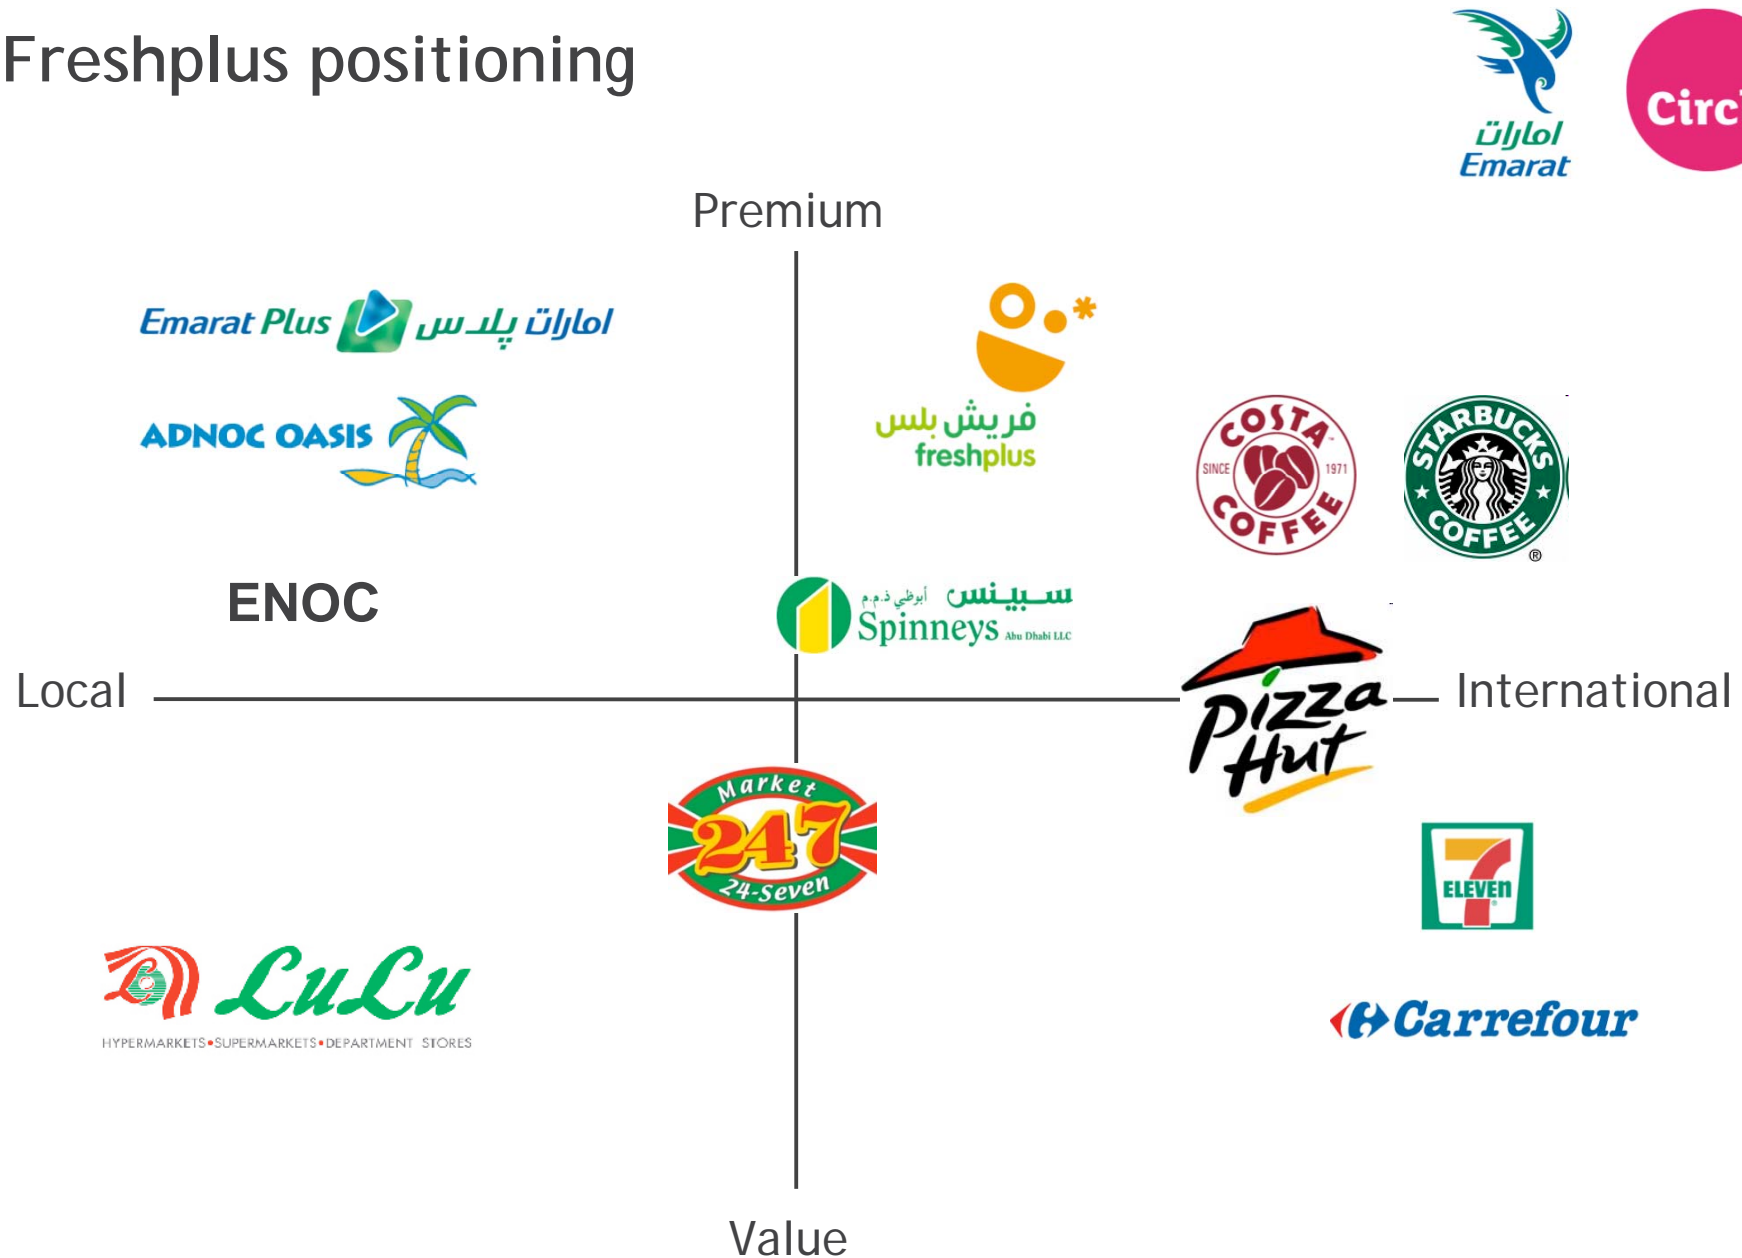 Freshplus positioning
امارات
Emarat
Circ
Premium
Emarat Plus امارات پلس
ADNOC OASIS
فريش بلس
freshplus
COSTA
SINCE 1971
COFFEE
STARBUCKS
COFFEE
®
ENOC
سبينس أبوظبي ذ.م.م
Spinneys Abu Dhabi LLC
Local
International
Pizza
Hut
Market
247
24-Seven
7
ELEVEN
LuLu
HYPERMARKETS•SUPERMARKETS•DEPARTMENT STORES
Carrefour
Value